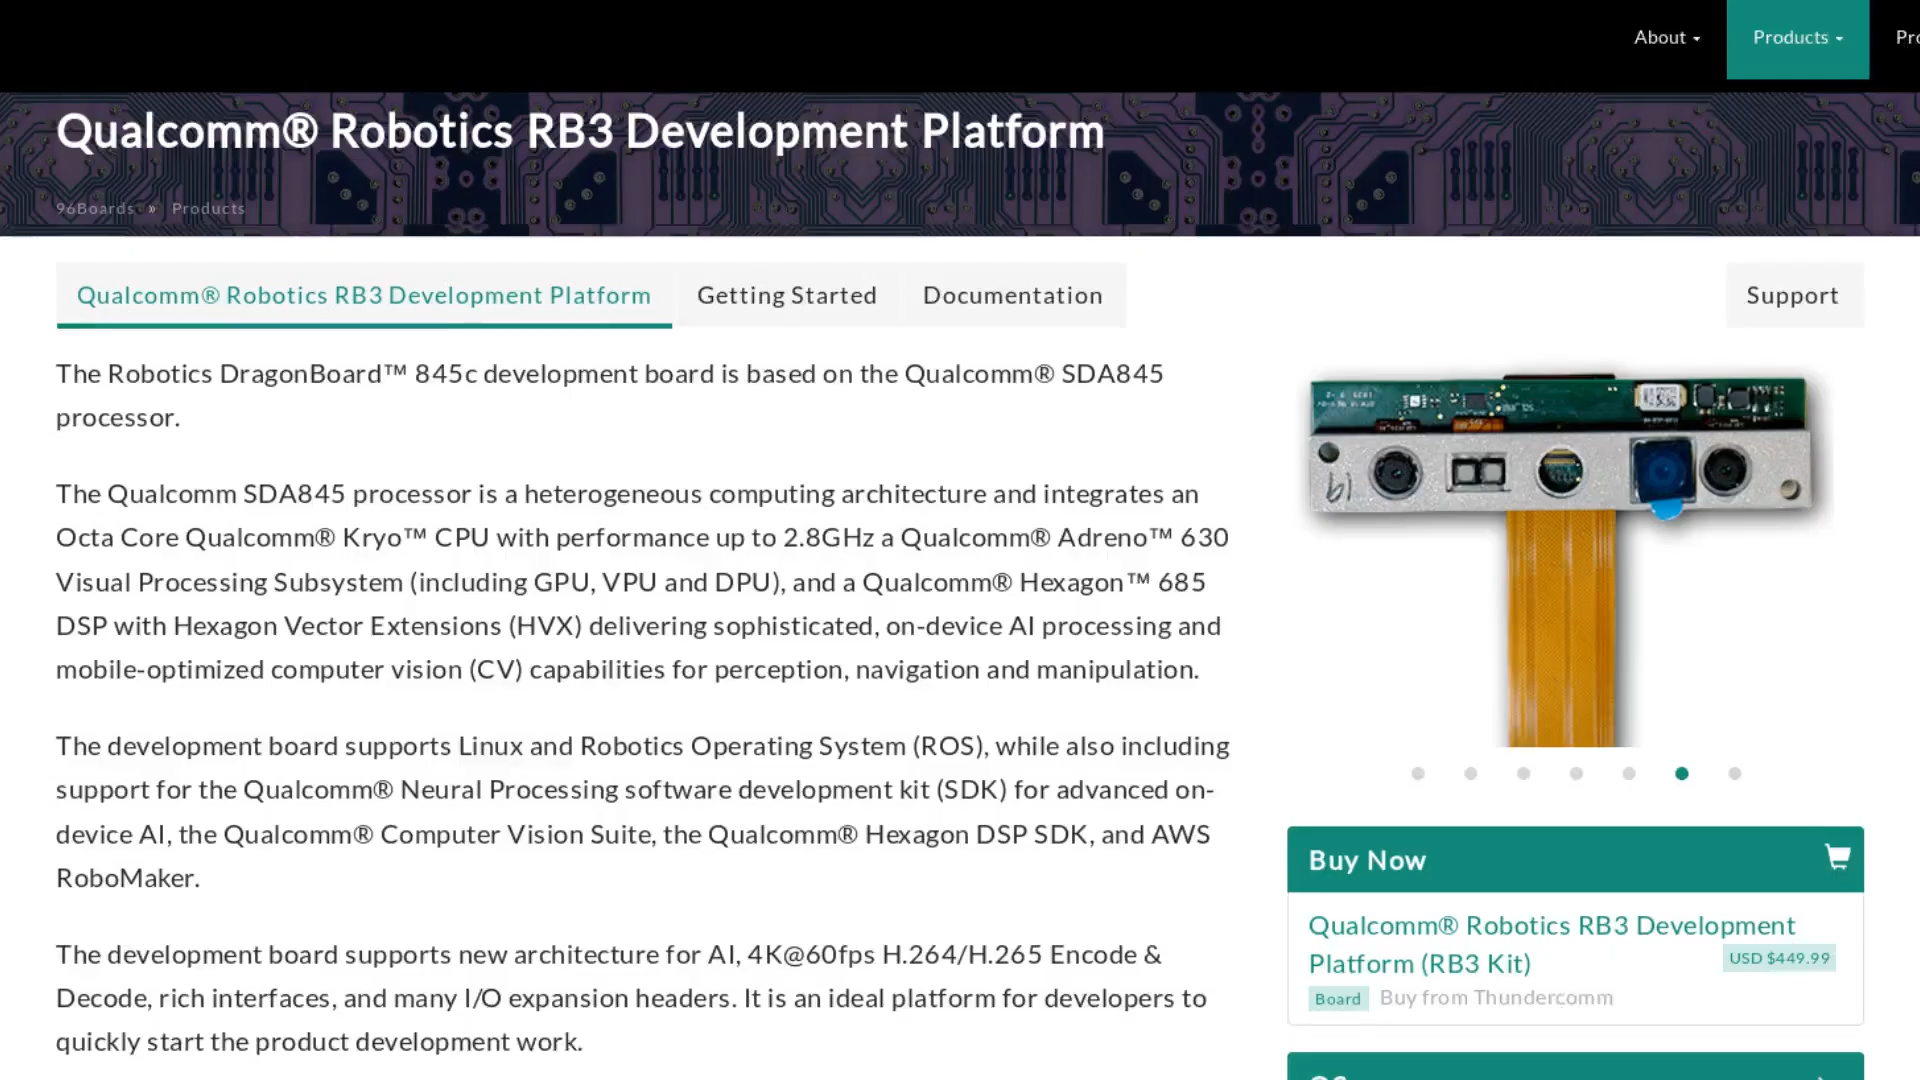 About
Products
Qualcomm® Robotics RB3 Development Platform
96Boards » Products
Qualcomm® Robotics RB3 Development Platform
Getting Started
Documentation
Support
The Robotics DragonBoard™ 845c development board is based on the Qualcomm® SDA845
processor.
The Qualcomm SDA845 processor is a heterogeneous computing architecture and integrates an
Octa Core Qualcomm® Kryo™ CPU with performance up to 2.8GHz a Qualcomm® Adreno™ 630
Visual Processing Subsystem (including GPU, VPU and DPU), and a Qualcomm® Hexagon™ 685
DSP with Hexagon Vector Extensions (HVX) delivering sophisticated, on-device AI processing and
mobile-optimized computer vision (CV) capabilities for perception, navigation and manipulation.
The development board supports Linux and Robotics Operating System (ROS), while also including
support for the Qualcomm® Neural Processing software development kit (SDK) for advanced on-
device AI, the Qualcomm® Computer Vision Suite, the Qualcomm® Hexagon DSP SDK, and AWS
RoboMaker.
The development board supports new architecture for AI, 4K@60fps H.264/H.265 Encode &
Decode, rich interfaces, and many I/O expansion headers. It is an ideal platform for developers to
quickly start the product development work.
Buy Now
Qualcomm® Robotics RB3 Development
Platform (RB3 Kit)
USD $449.99
Board Buy from Thundercomm